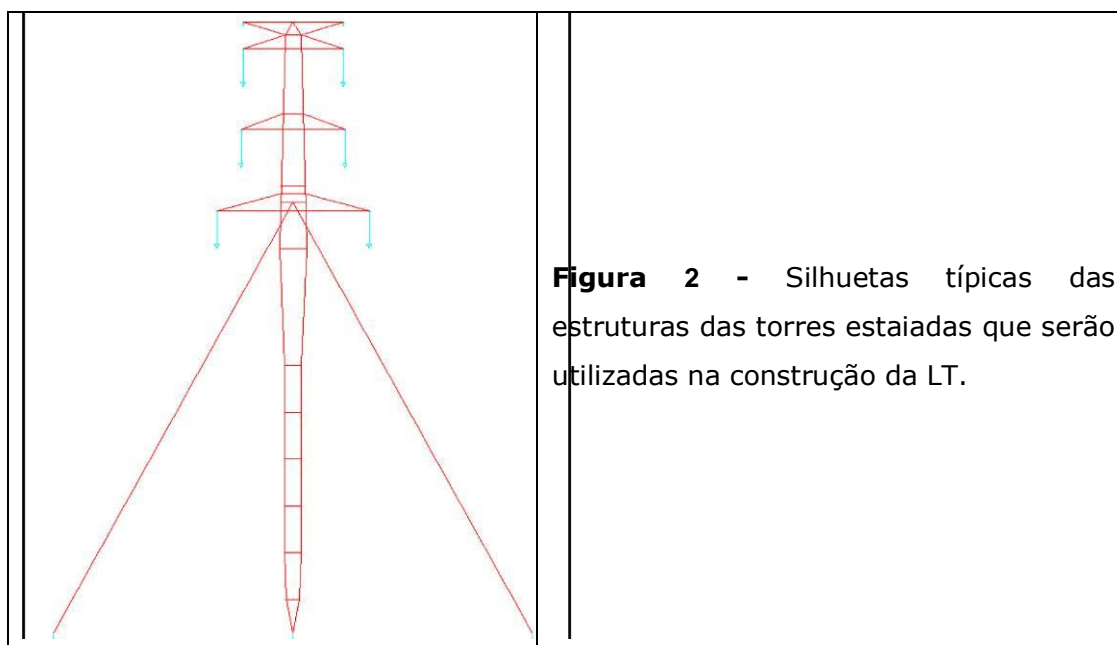 Figura 2 - Silhuetas típicas das
estruturas das torres estaiadas que serão
utilizadas na construção da LT.